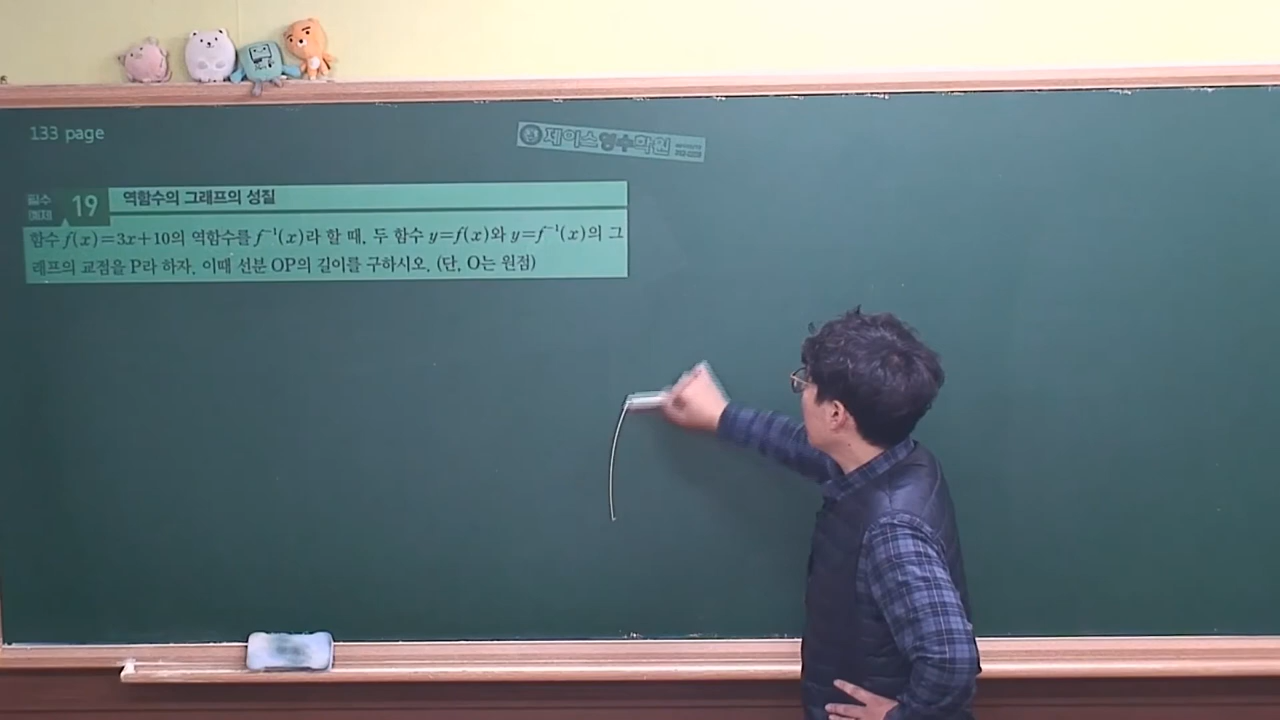 133 page
제이스영수학원
필수
예제
19
역함수의 그래프의 성질
함수 f(x)=3x+10의 역함수를 f⁻¹(x)라 할 때, 두 함수 y=f(x)와 y=f⁻¹(x)의 그
래프의 교점을 P라 하자. 이때 선분 OP의 길이를 구하시오. (단, O는 원점)